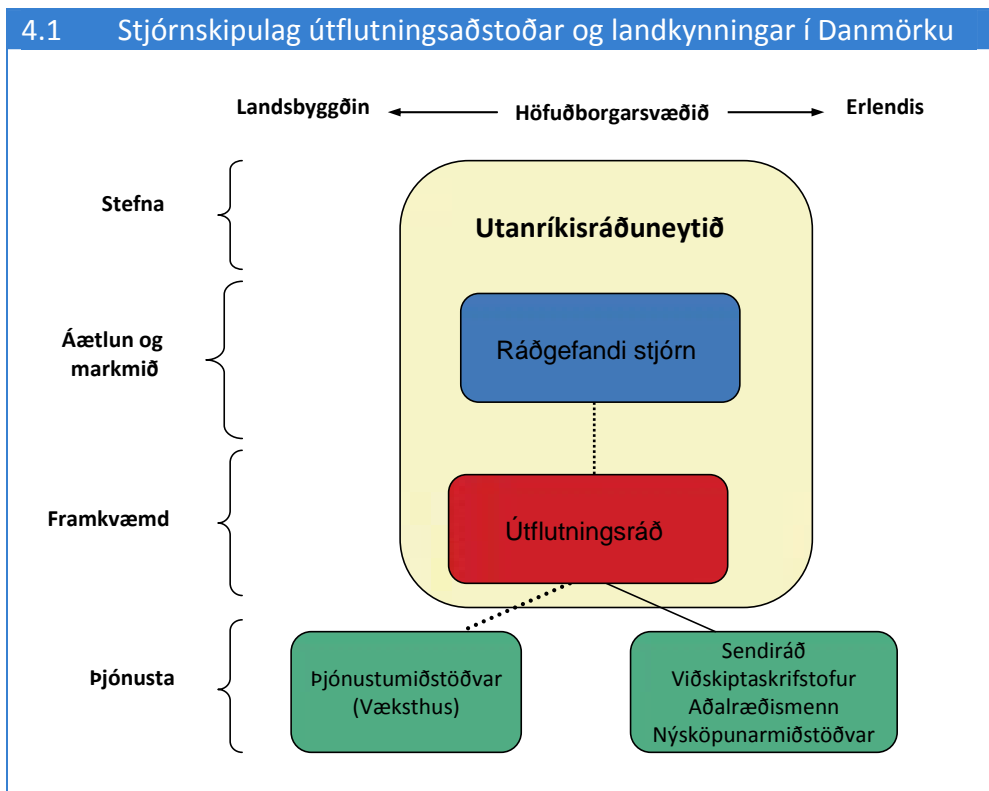 4.1 Stjórnskipulag útflutningsaðstoðar og landkynningar í Danmörku
Landsbyggðin Höfuðborgarsvæðið Erlendis
Stefna
Utanríkisráðuneytið
Áætlun og
markmið
Ráðgefandi stjórn
Framkvæmd
Útflutningsráð
Þjónusta
Þjónustumiðstöðvar
(Væksthus)
Sendiráð
Viðskiptaskrifstofur
Aðalræðismenn
Nýsköpunarmiðstöðvar